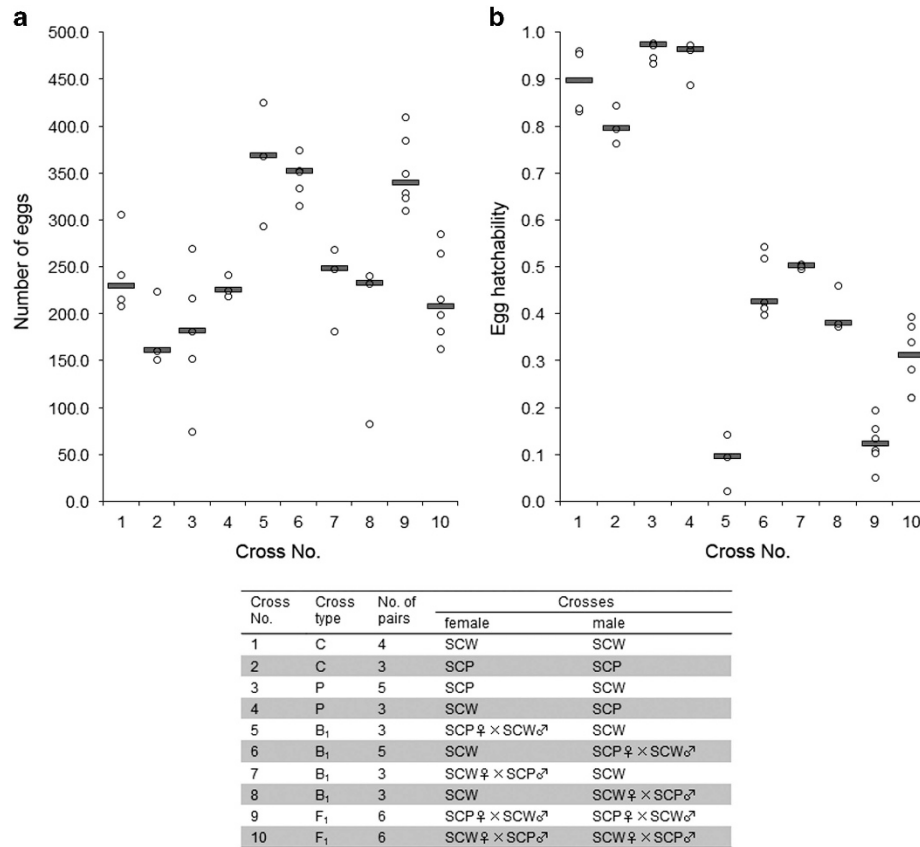 a
b
500.0
450.0
400.0
350.0
300.0
250.0
200.0
150.0
100.0
50.0
0.0
Number of eggs
1 2 3 4 5 6 7 8 9 10
Cross No.
1.0
0.9
0.8
0.7
0.6
0.5
0.4
0.3
0.2
0.1
0.0
Egg hatchability
1 2 3 4 5 6 7 8 9 10
Cross No.
Cross No. Cross type No. of pairs Crosses
female male
1 C 4 SCW SCW
2 C 3 SCP SCP
3 P 5 SCP SCW
4 P 3 SCW SCP
5 B₁ 3 SCP♀ × SCW♂ SCW
6 B₁ 5 SCW SCP♀ × SCW♂
7 B₁ 3 SCW♀ × SCP♂ SCW
8 B₁ 3 SCW SCW♀ × SCP♂
9 F₁ 6 SCP♀ × SCW♂ SCP♀ × SCW♂
10 F₁ 6 SCW♀ × SCP♂ SCW♀ × SCP♂